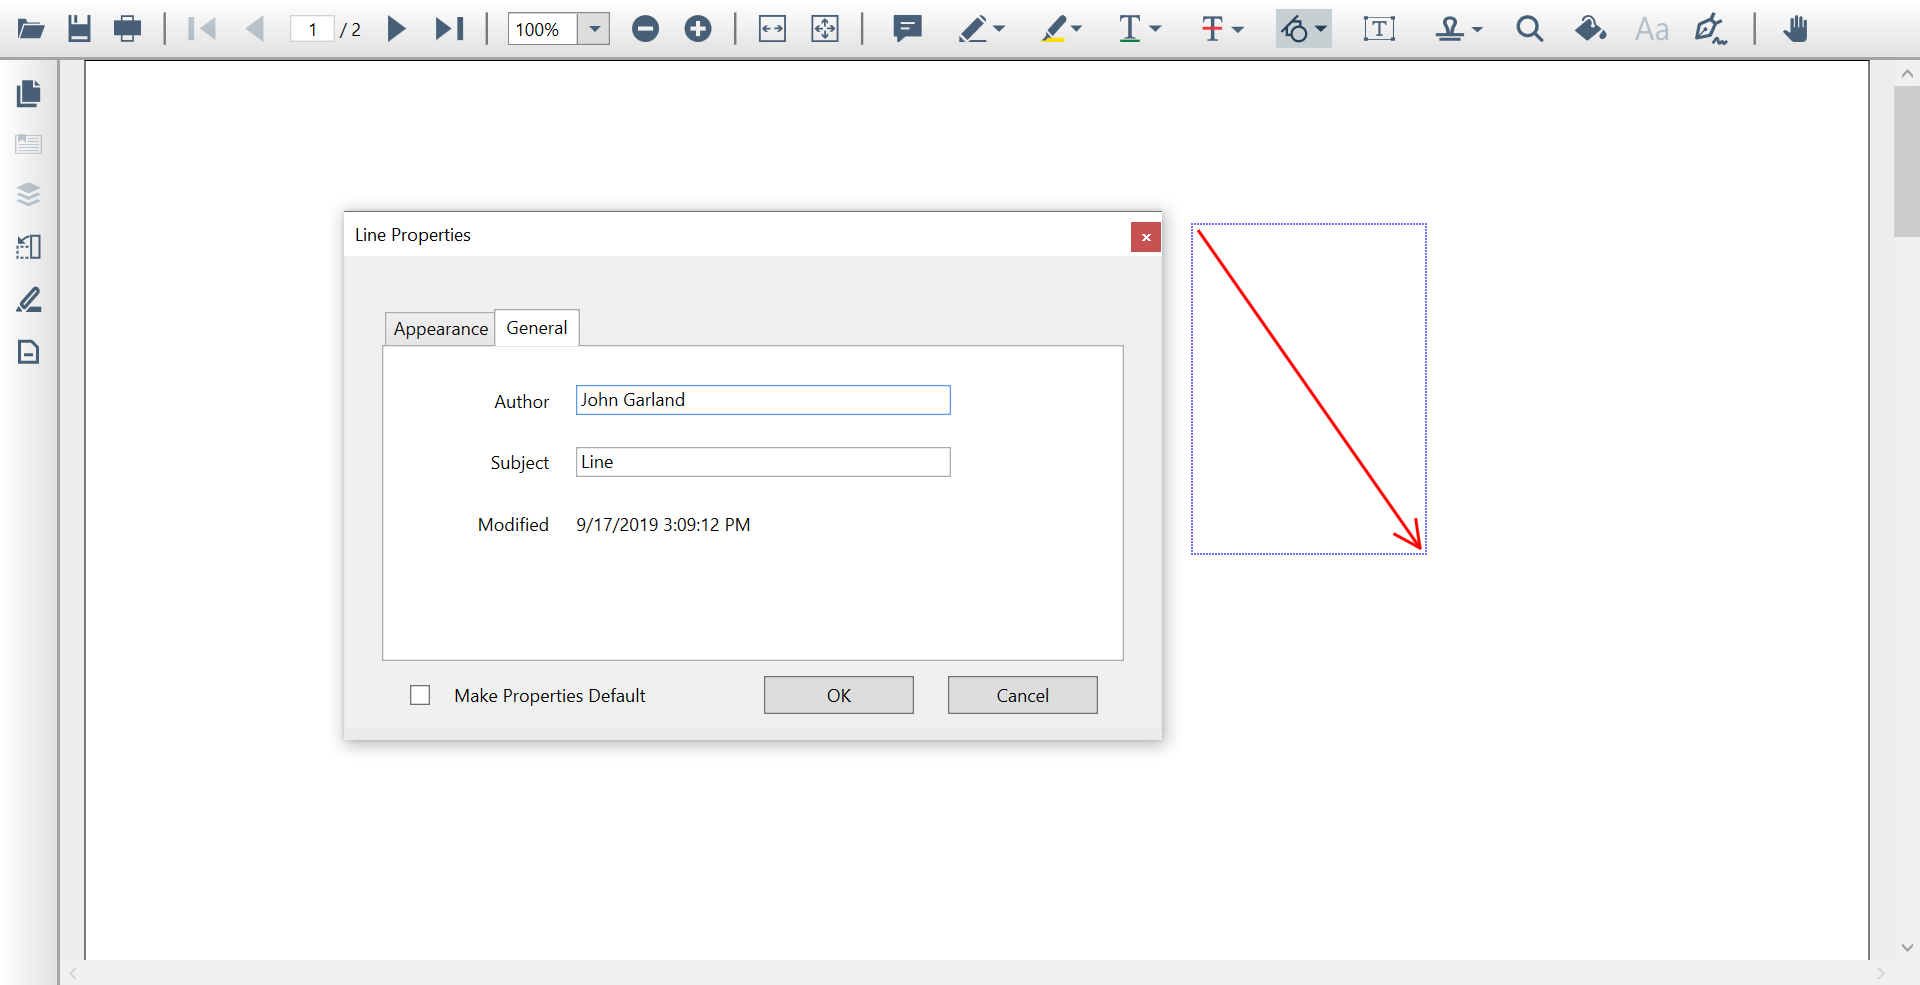 1 / 2
100%
T
T
T
Aa
Line Properties
Appearance General
Author John Garland
Subject Line
Modified 9/17/2019 3:09:12 PM
Make Properties Default OK Cancel